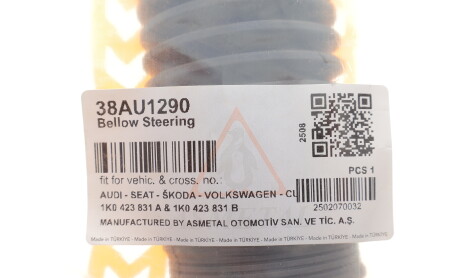 38AU1290
Bellow Steering
2508
fit for vehic. & cross. no.:
PCS 1
AUDI - SEAT - ŠKODA - VOLKSWAGEN - CU
1K0 423 831 A & 1K0 423 831 B
2502070032
MANUFACTURED BY ASMETAL OTOMOTİV SAN. VE TİC. A.Ş.
Made in TÜRKİYE - Made in TÜRKİYE - Made in TÜRKİYE - Made in TÜRKİYE - Made in TÜRKİYE - Made in TÜRKİYE